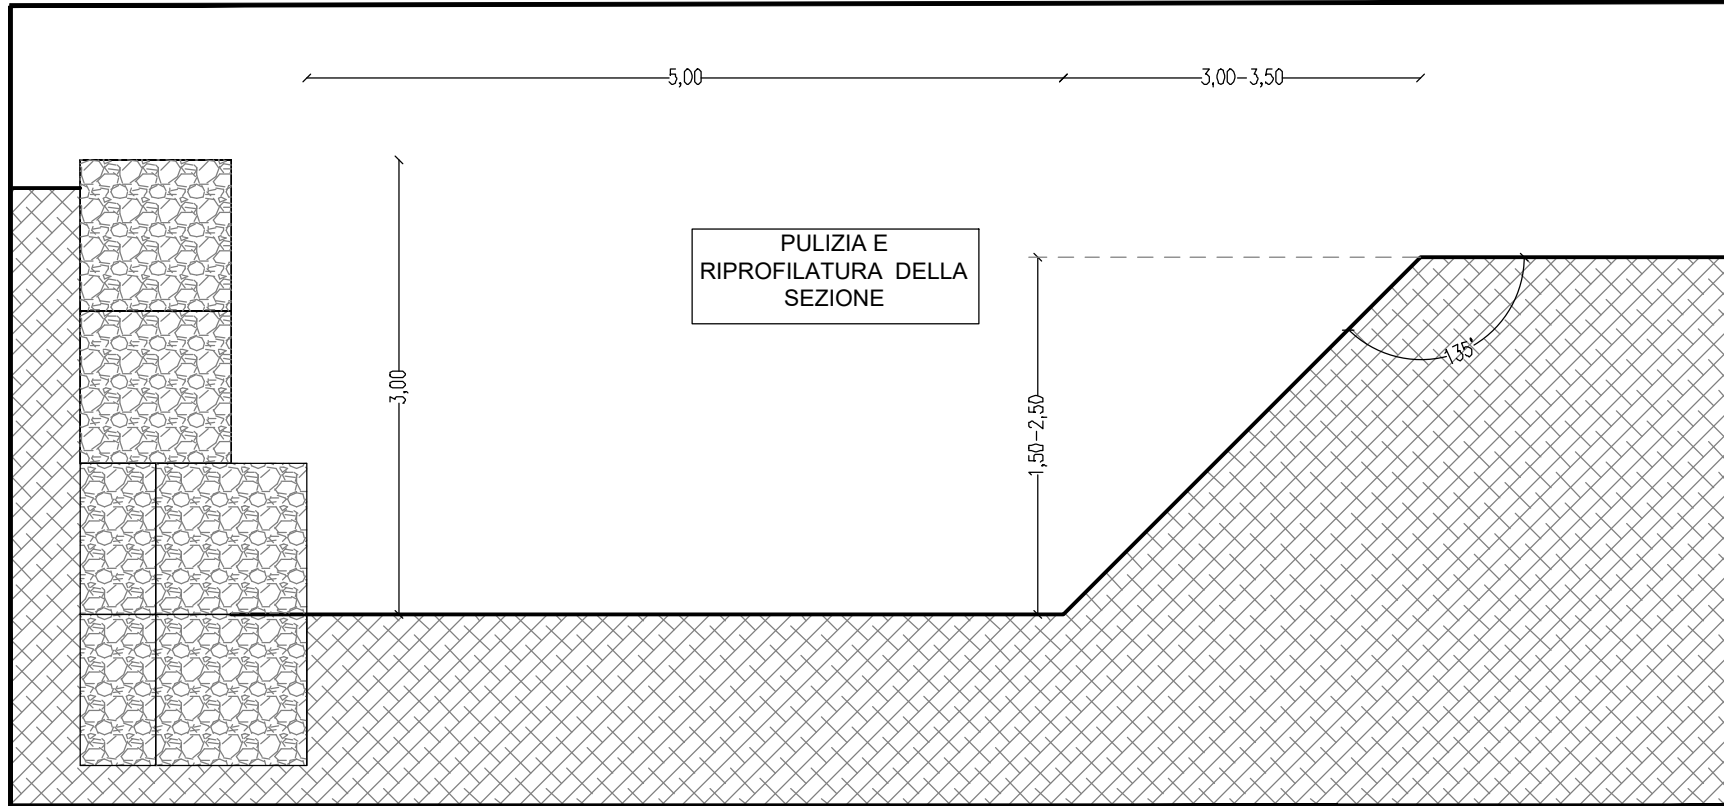 5,00
3,00-3,50
PULIZIA E
RIPROFILATURA DELLA
SEZIONE
3,00
1,50-2,50
135°